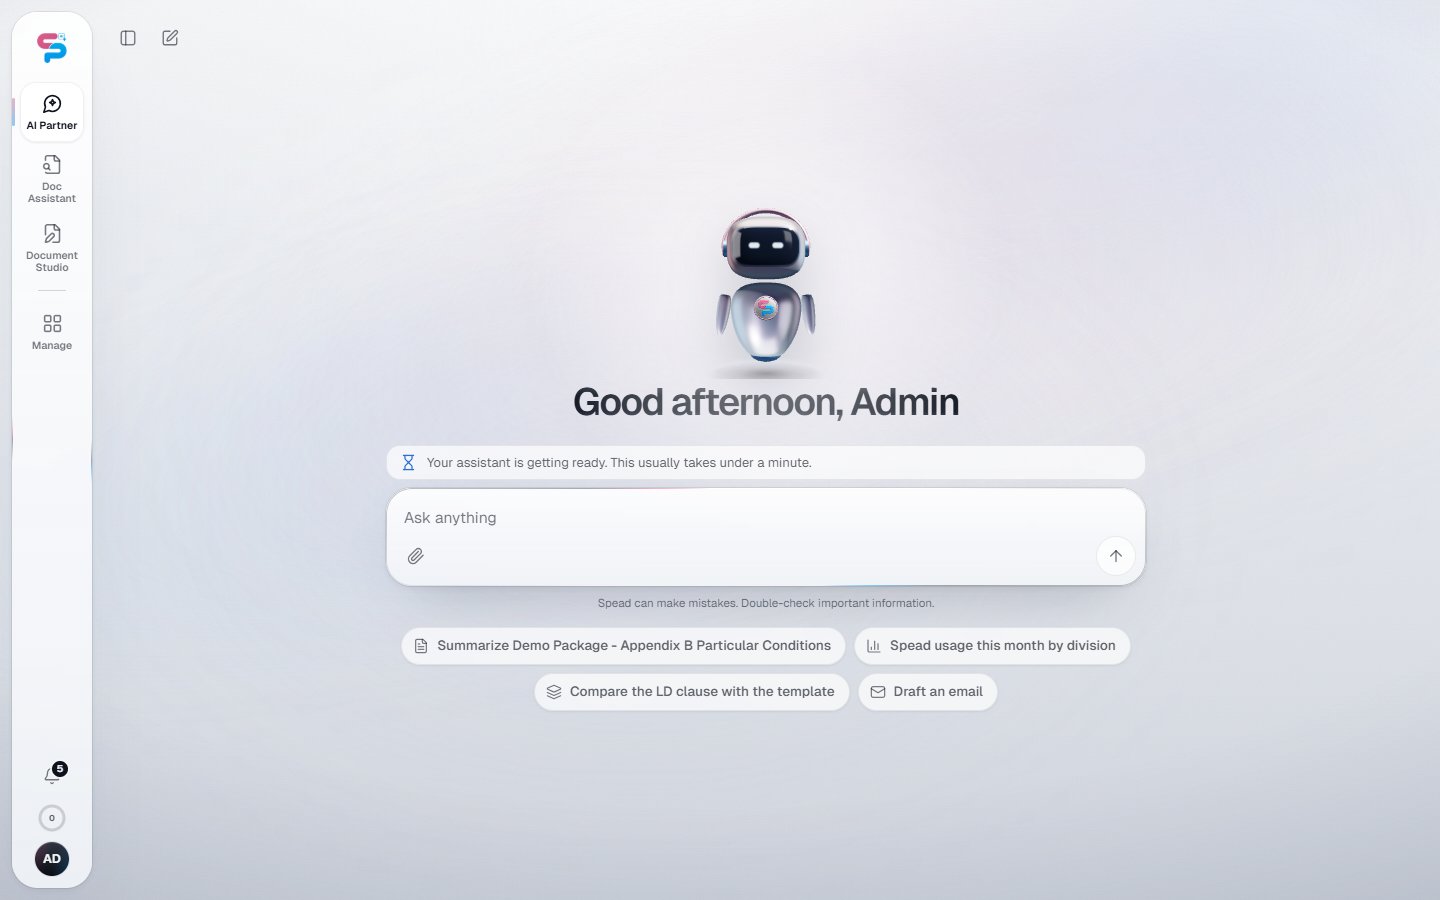 AI Partner
Doc
Assistant
Document
Studio
Manage
5
0
AD
Good afternoon, Admin
Your assistant is getting ready. This usually takes under a minute.
Ask anything
Spead can make mistakes. Double-check important information.
Summarize Demo Package - Appendix B Particular Conditions
Spead usage this month by division
Compare the LD clause with the template
Draft an email